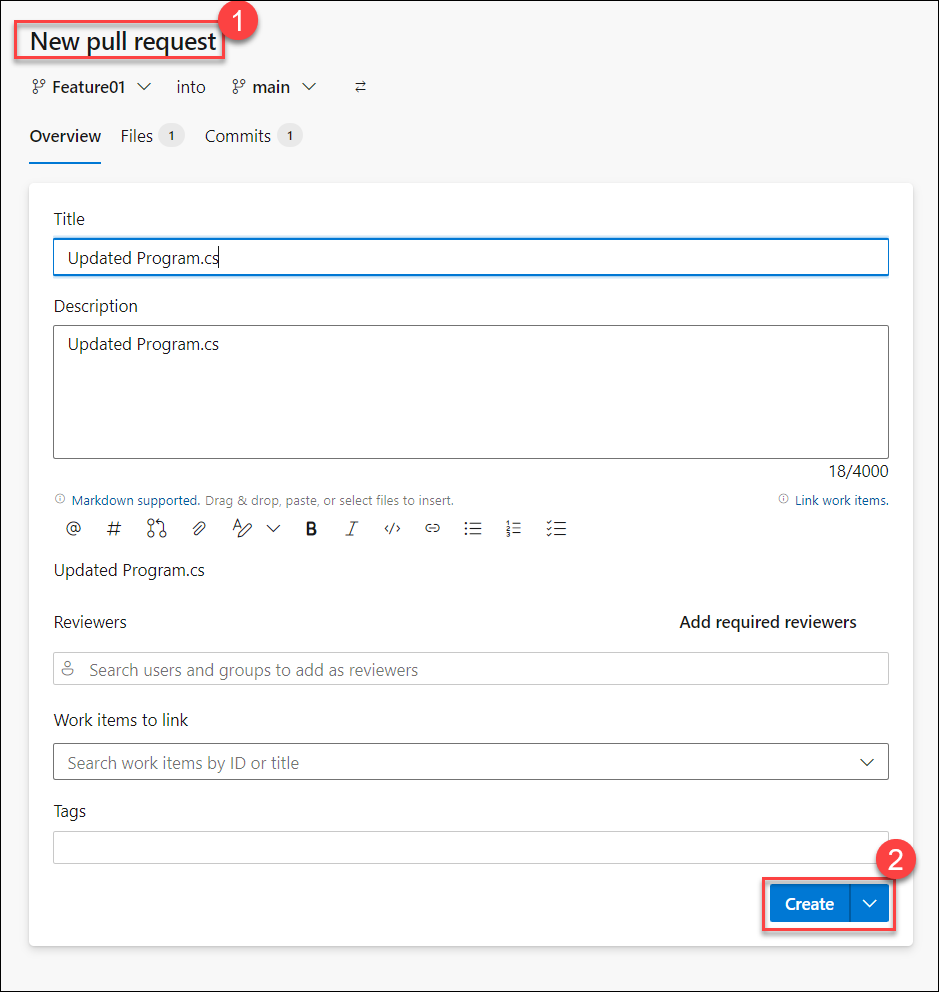 1
New pull request
Feature01 into main
Overview Files 1 Commits 1
Title
Updated Program.cs
Description
Updated Program.cs
18/4000
Markdown supported. Drag & drop, paste, or select files to insert. Link work items.
Updated Program.cs
Reviewers Add required reviewers
Search users and groups to add as reviewers
Work items to link
Search work items by ID or title
Tags
2
Create